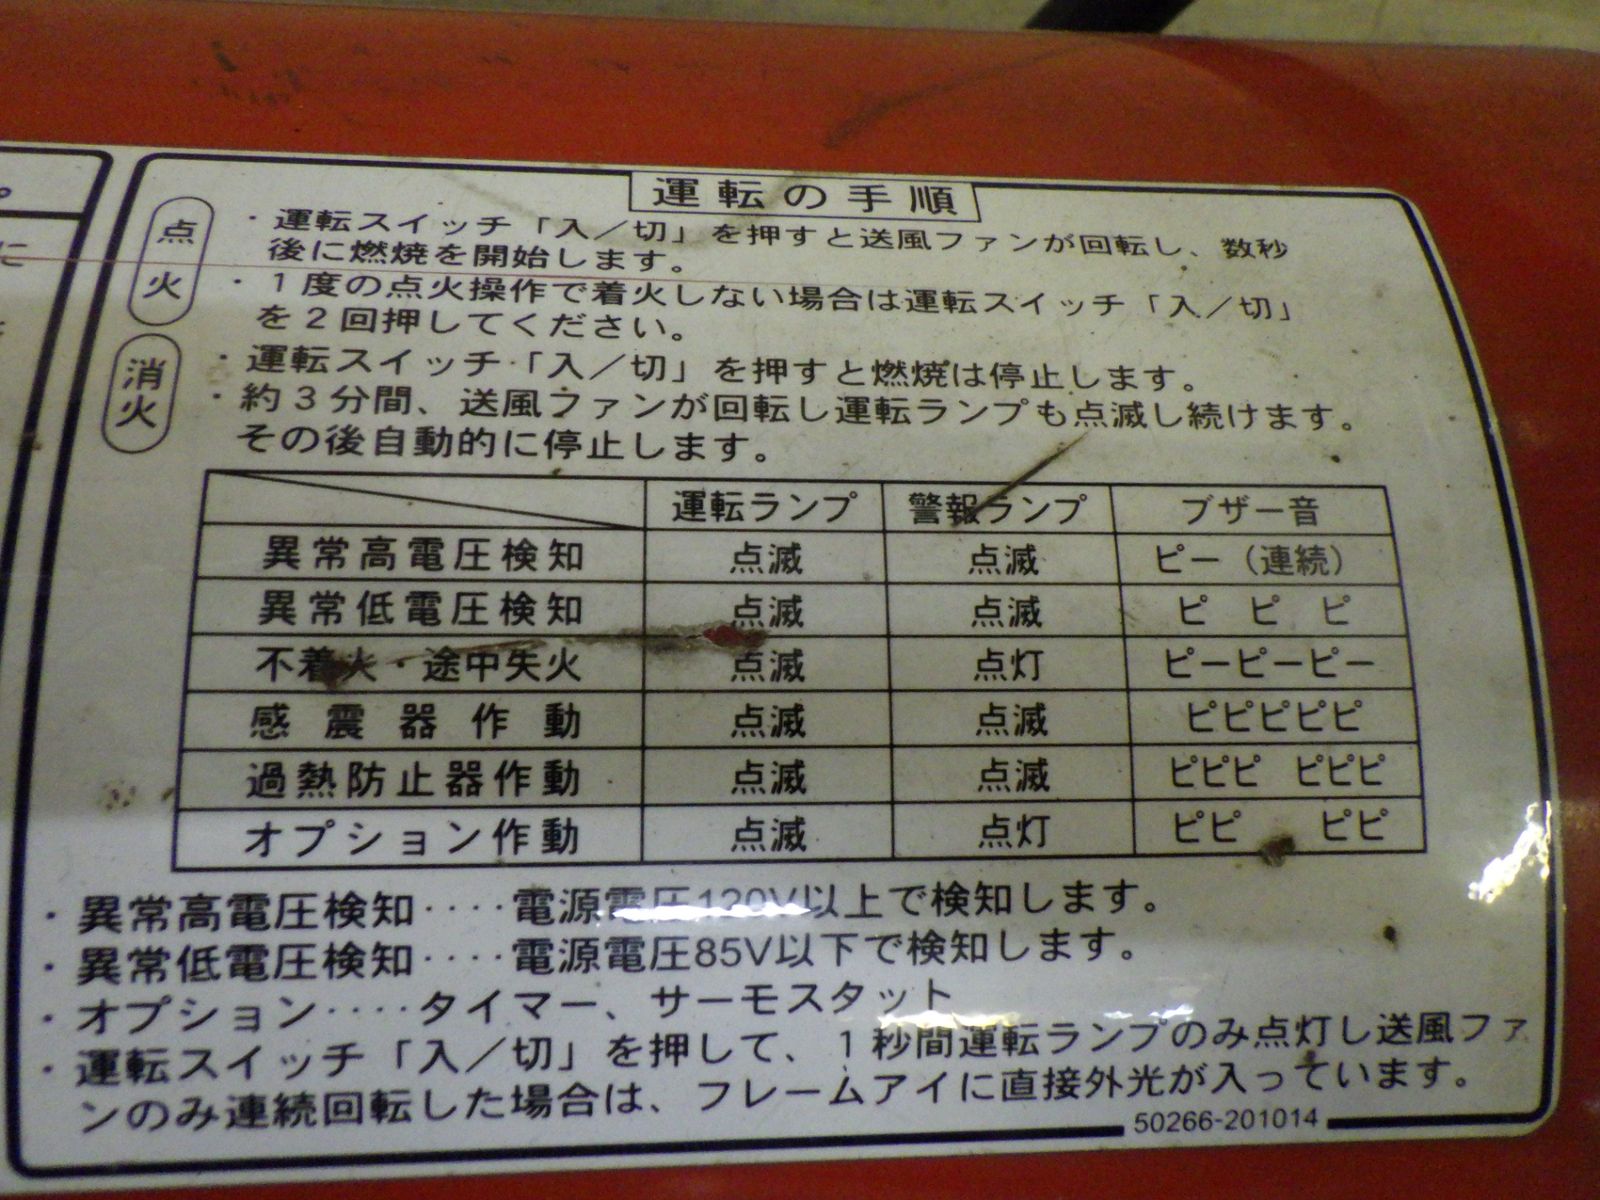 。
に
運転の手順
点火
・運転スイッチ「入／切」を押すと送風ファンが回転し、数秒
後に燃焼を開始します。
・1度の点火操作で着火しない場合は運転スイッチ「入／切」
を2回押してください。
消火
・運転スイッチ「入／切」を押すと燃焼は停止します。
・約3分間、送風ファンが回転し運転ランプも点滅し続けます。
その後自動的に停止します。
運転ランプ 警報ランプ ブザー音
異常高電圧検知 点滅 点滅 ピー（連続）
異常低電圧検知 点滅 点滅 ピ ピ ピ
不着火・途中失火 点滅 点灯 ピーピーピー
感震器作動 点滅 点滅 ピピピピピ
過熱防止器作動 点滅 点滅 ピピピ ピピピ
オプション作動 点滅 点灯 ピピ ピピ
・異常高電圧検知‥‥電源電圧120V以上で検知します。
・異常低電圧検知‥‥電源電圧85V以下で検知します。
・オプション‥‥タイマー、サーモスタット
・運転スイッチ「入／切」を押して、1秒間運転ランプのみ点灯し送風ファ
ンのみ連続回転した場合は、フレームアイに直接外光が入っています。
50266-201014